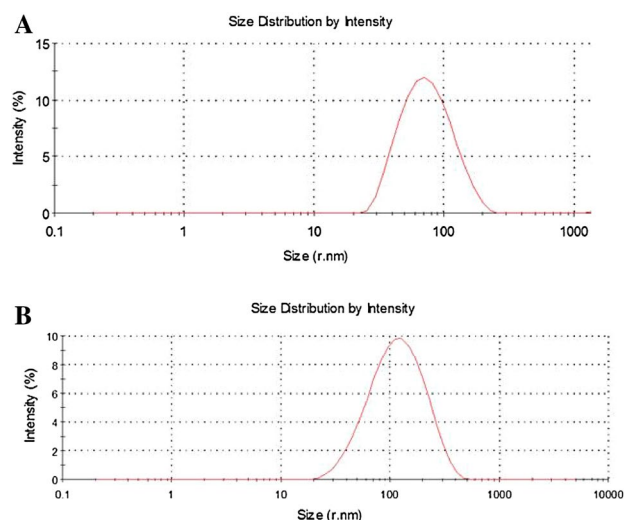 A
Size Distribution by Intensity
15
10
5
0
Intensity (%)
0.1 1 10 100 1000
Size (r.nm)
B
Size Distribution by Intensity
10
8
6
4
2
0
Intensity (%)
0.1 1 10 100 1000 10000
Size (r.nm)